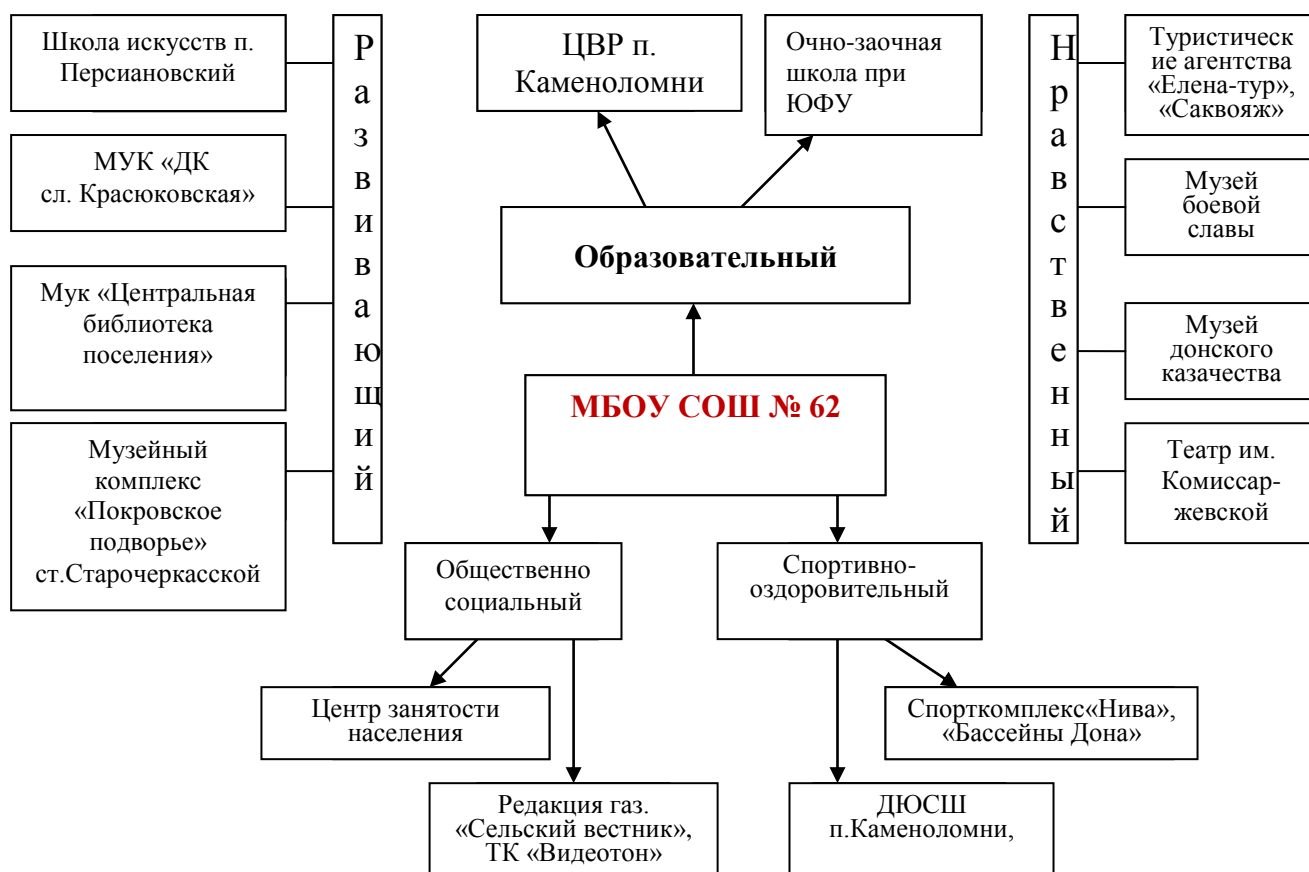 Школа искусств п.
Персиановский
МУК «ДК
сл. Красюковская»
Мук «Центральная
библиотека
поселения»
Музейный
комплекс
«Покровское
подворье»
ст.Старочеркасской
Развивающий
ЦВР п.
Каменоломни
Очно-заочная
школа при
ЮФУ
Образовательный
МБОУ СОШ № 62
Общественно
социальный
Спортивно-
оздоровительный
Центр занятости
населения
Редакция газ.
«Сельский вестник»,
ТК «Видеотон»
Спорткомплекс«Нива»,
«Бассейны Дона»
ДЮСШ
п.Каменоломни,
Нравственный
Туристическ
ие агентства
«Елена-тур»,
«Саквояж»
Музей
боевой
славы
Музей
донского
казачества
Театр им.
Комиссар-
жевской